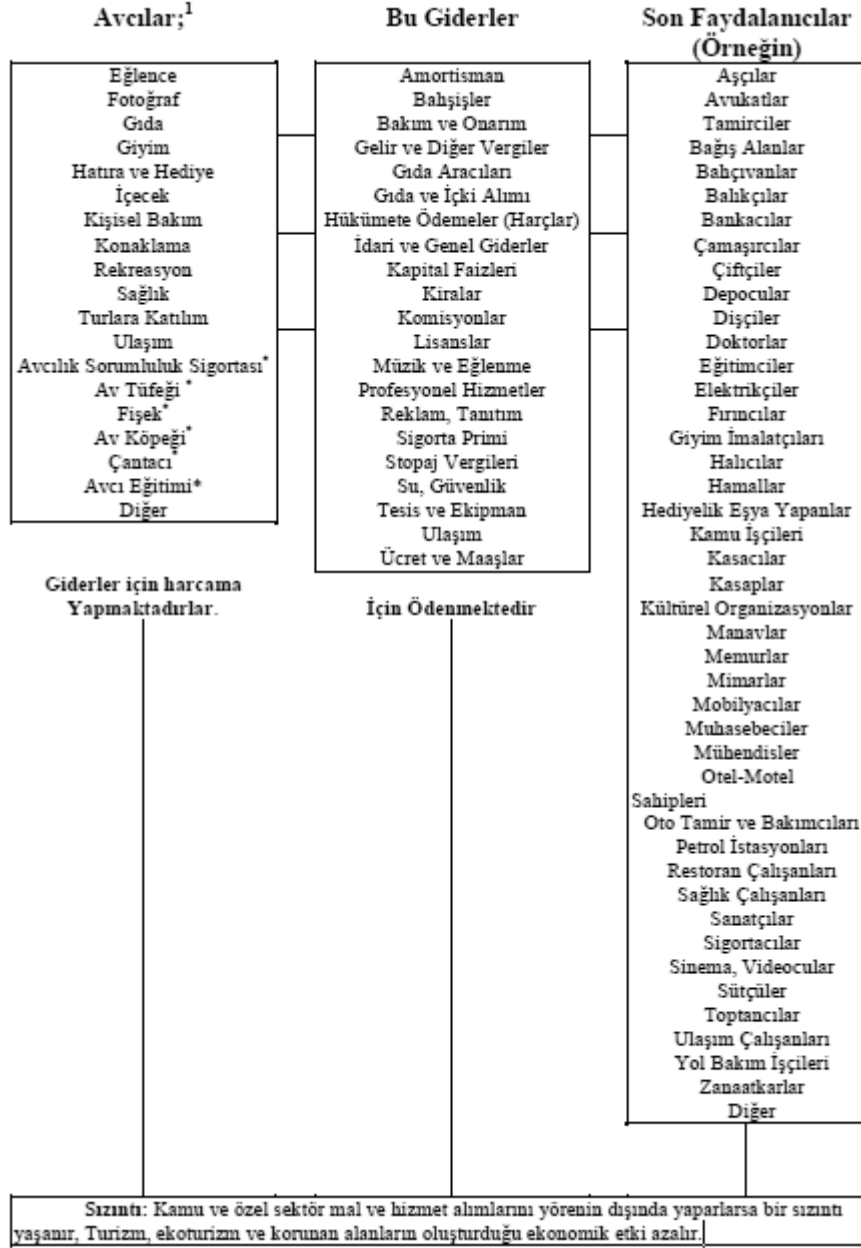 Avcılar;1
Eğlence
Fotoğraf
Gıda
Giyim
Hatıra ve Hediye
İçecek
Kişisel Bakım
Konaklama
Rekreasyon
Sağlık
Turlara Katılım
Ulaşım
Avcılık Sorumluluk Sigortası*
Av Tüfeği *
Fişek*
Av Köpeği*
Çantacı*
Avcı Eğitimi*
Diğer
Giderler için harcama
Yapmaktadırlar.
Bu Giderler
Amortisman
Bahşişler
Bakım ve Onarım
Gelir ve Diğer Vergiler
Gıda Aracıları
Gıda ve İçki Alımı
Hükümete Ödemeler (Harçlar)
İdari ve Genel Giderler
Kapital Faizleri
Kiralar
Komisyonlar
Lisanslar
Müzik ve Eğlenme
Profesyonel Hizmetler
Reklam, Tanıtım
Sigorta Primi
Stopaj Vergileri
Su, Güvenlik
Tesis ve Ekipman
Ulaşım
Ücret ve Maaşlar
İçin Ödenmektedir
Son Faydalanıcılar
(Örneğin)
Aşçılar
Avukatlar
Tamirciler
Bağış Alanlar
Bahçıvanlar
Balıkçılar
Bankacılar
Çamaşırcılar
Çiftçiler
Depocular
Dişçiler
Doktorlar
Eğitimciler
Elektrikçiler
Fırıncılar
Giyim İmalatçıları
Halıcılar
Hamallar
Hediyelik Eşya Yapanlar
Kamu İşçileri
Kasacılar
Kasaplar
Kültürel Organizasyonlar
Manavlar
Memurlar
Mimarlar
Mobilyacılar
Muhasebeciler
Mühendisler
Otel-Motel
Sahipleri
Oto Tamir ve Bakımcıları
Petrol İstasyonları
Restoran Çalışanları
Sağlık Çalışanları
Sanatçılar
Sigortacılar
Sinema, Videocular
Sütçüler
Toptancılar
Ulaşım Çalışanları
Yol Bakım İşçileri
Zanaatkarlar
Diğer
Sızıntı: Kamu ve özel sektör mal ve hizmet alımlarını yörenin dışında yaparlarsa bir sızıntı
yaşanır, Turizm, ekoturizm ve korunan alanların oluşturduğu ekonomik etki azalır.